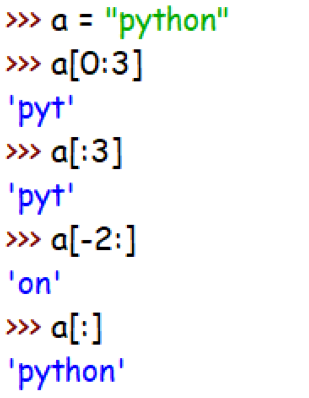 >>> a = "python"
>>> a[0:3]
'pyt'
>>> a[:3]
'pyt'
>>> a[-2:]
'on'
>>> a[:]
'python'